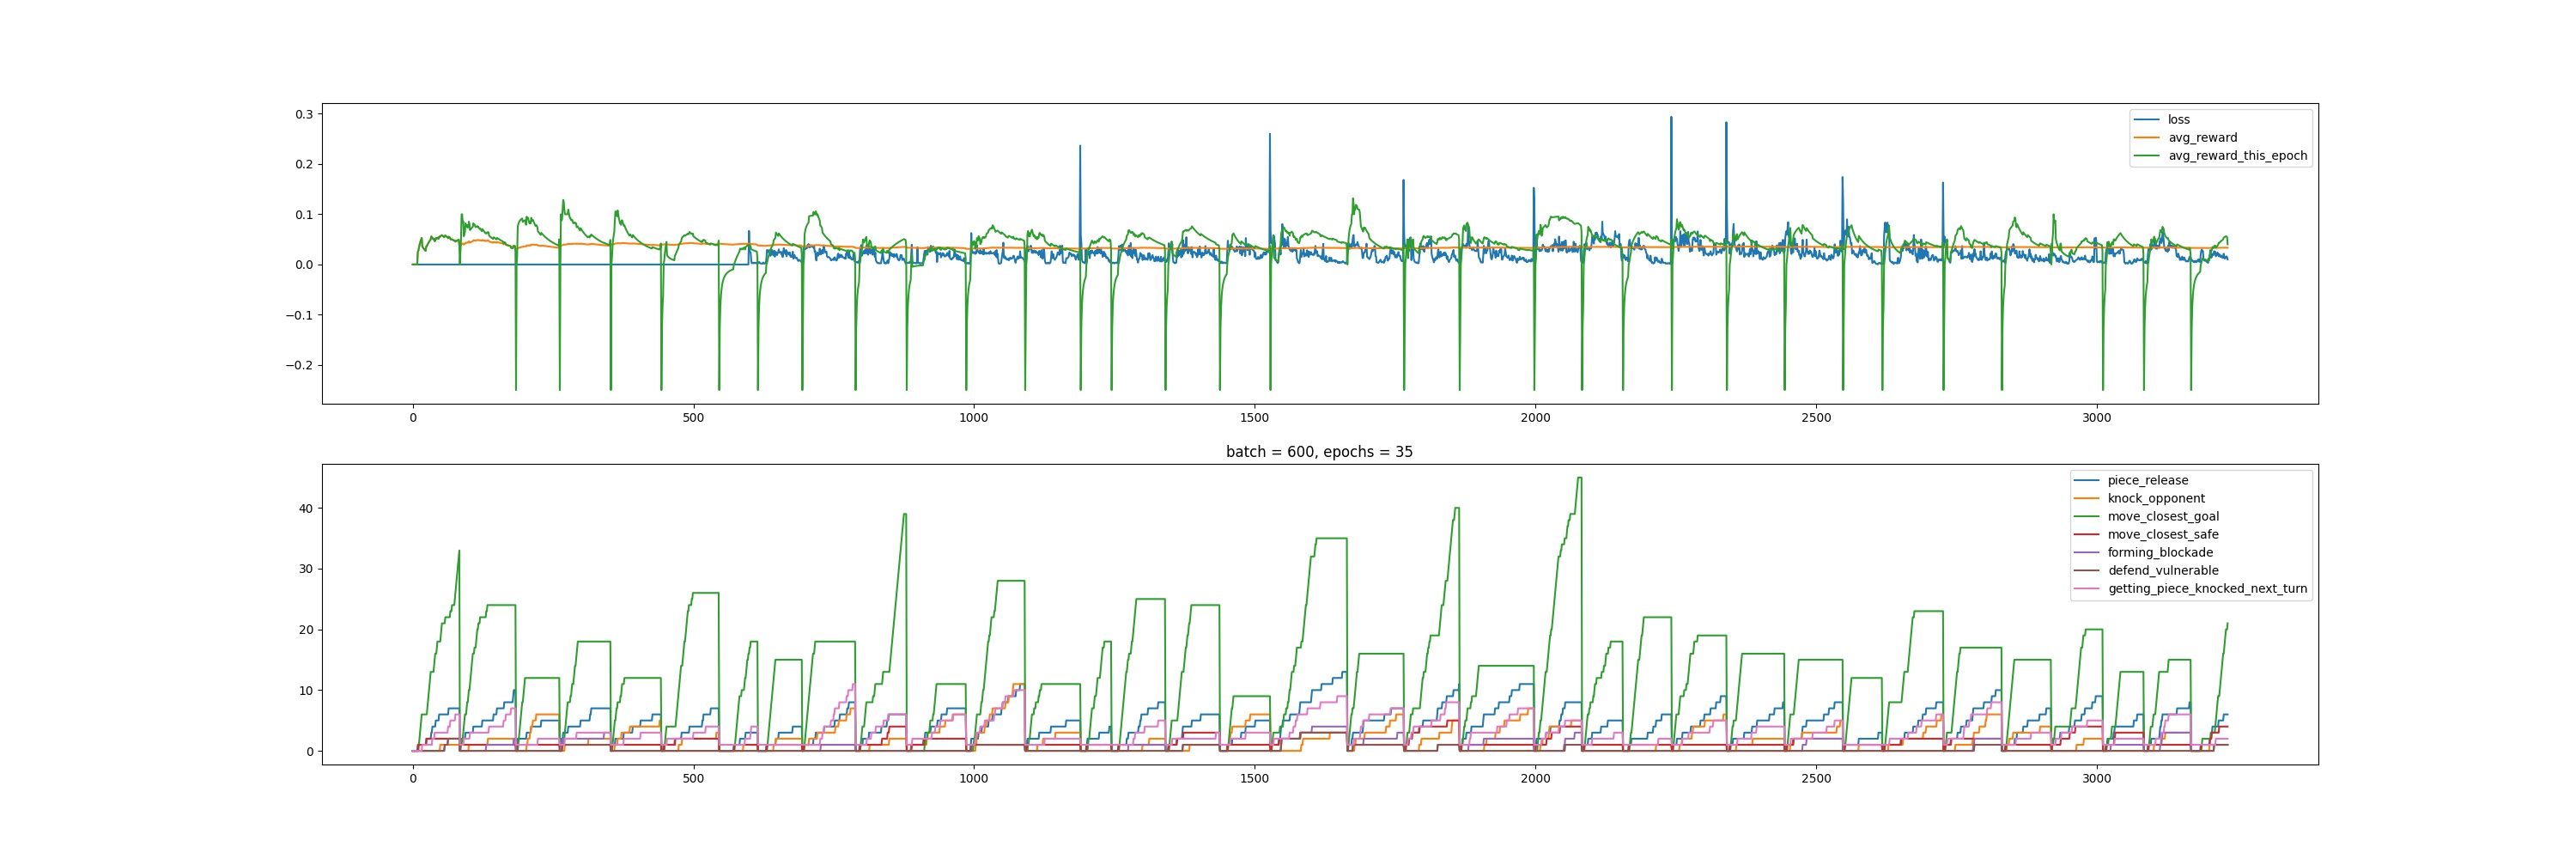 0.3
0.2
0.1
0.0
−0.1
−0.2
loss
avg_reward
avg_reward_this_epoch
0 500 1000 1500 2000 2500 3000
batch = 600, epochs = 35
40
30
20
10
0
piece_release
knock_opponent
move_closest_goal
move_closest_safe
forming_blockade
defend_vulnerable
getting_piece_knocked_next_turn
0 500 1000 1500 2000 2500 3000